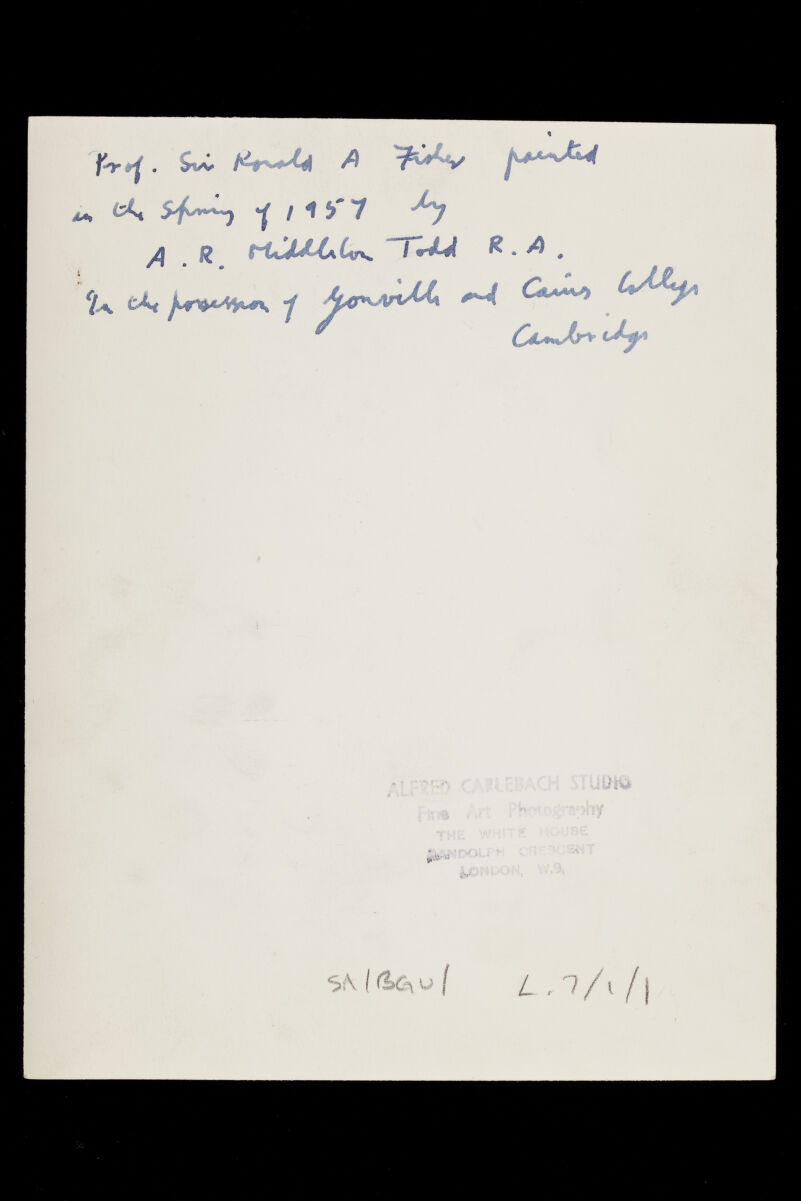 Prof. Sir Ronald A Fisher painted
in the Spring of 1957 by
A. R. Middleton Todd R.A.
In the possession of Gonville and Caius College
Cambridge
ALFRED CARLEBACH STUDIO
Fine Art Photography
THE WHITE HOUSE
RANDOLPH CRESCENT
LONDON, W.9,
SA/BGU/ L.7/1/1